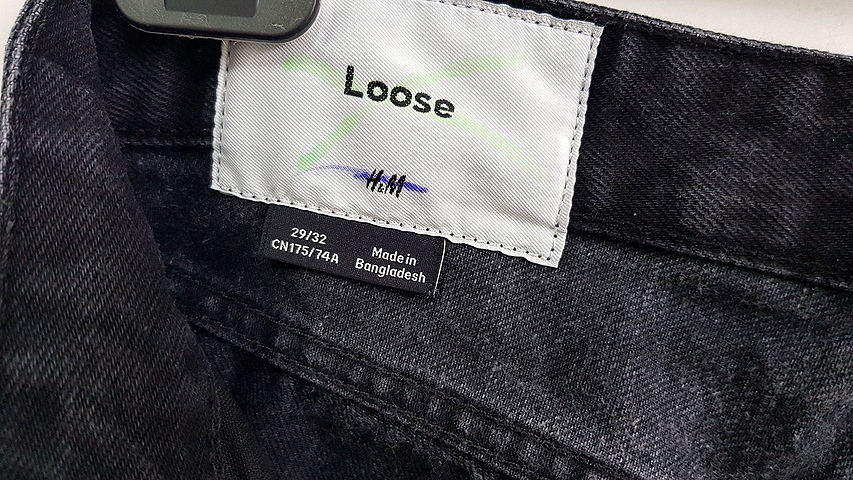 Loose
H&M
29/32
CN175/74A
Made in
Bangladesh